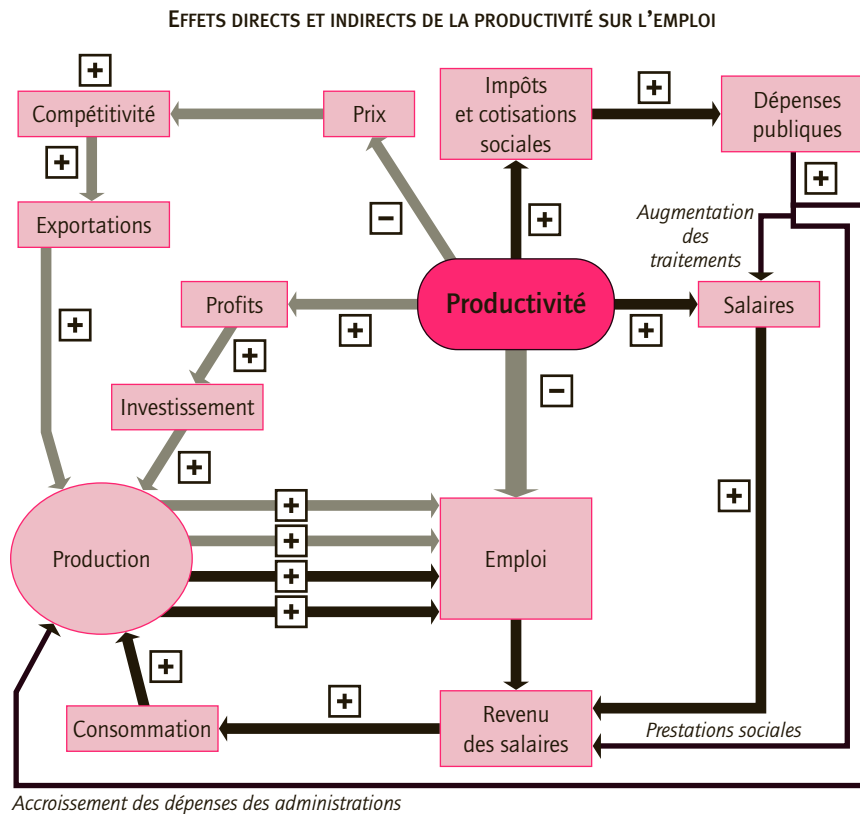 EFFETS DIRECTS ET INDIRECTS DE LA PRODUCTIVITÉ SUR L'EMPLOI
+
Compétitivité
Prix
Impôts
et cotisations
sociales
+
Dépenses
publiques
+
Exportations
−
+
+
Augmentation
des
traitements
Profits
+
Productivité
+
Salaires
+
+
Investissement
−
+
+
Production
+
+
+
+
Emploi
+
Consommation
+
Revenu
des salaires
Prestations sociales
Accroissement des dépenses des administrations